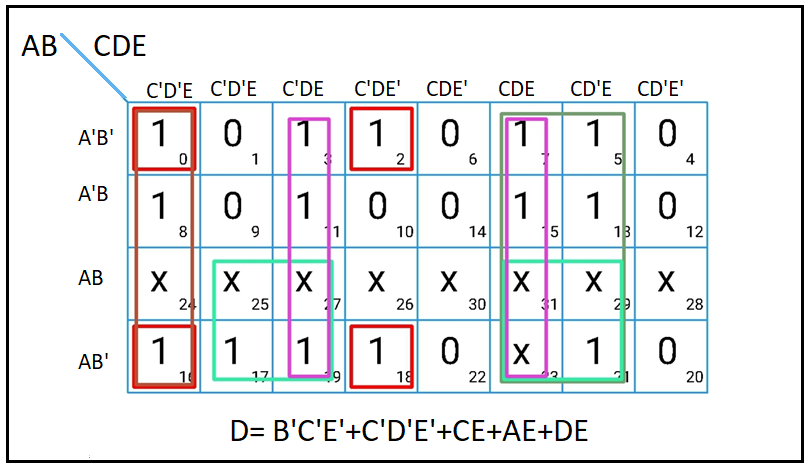 AB CDE
C'D'E C'D'E C'DE C'DE' CDE' CDE CD'E CD'E'
A'B' 1 0 0 1 1 3 1 2 0 6 1 7 1 5 0 4
A'B 1 8 0 9 1 11 0 10 0 14 1 15 1 13 0 12
AB x 24 x 25 x 27 x 26 x 30 x 31 x 29 x 28
AB' 1 16 1 17 1 19 1 18 0 22 x 23 1 21 0 20
D= B'C'E'+C'D'E'+CE+AE+DE